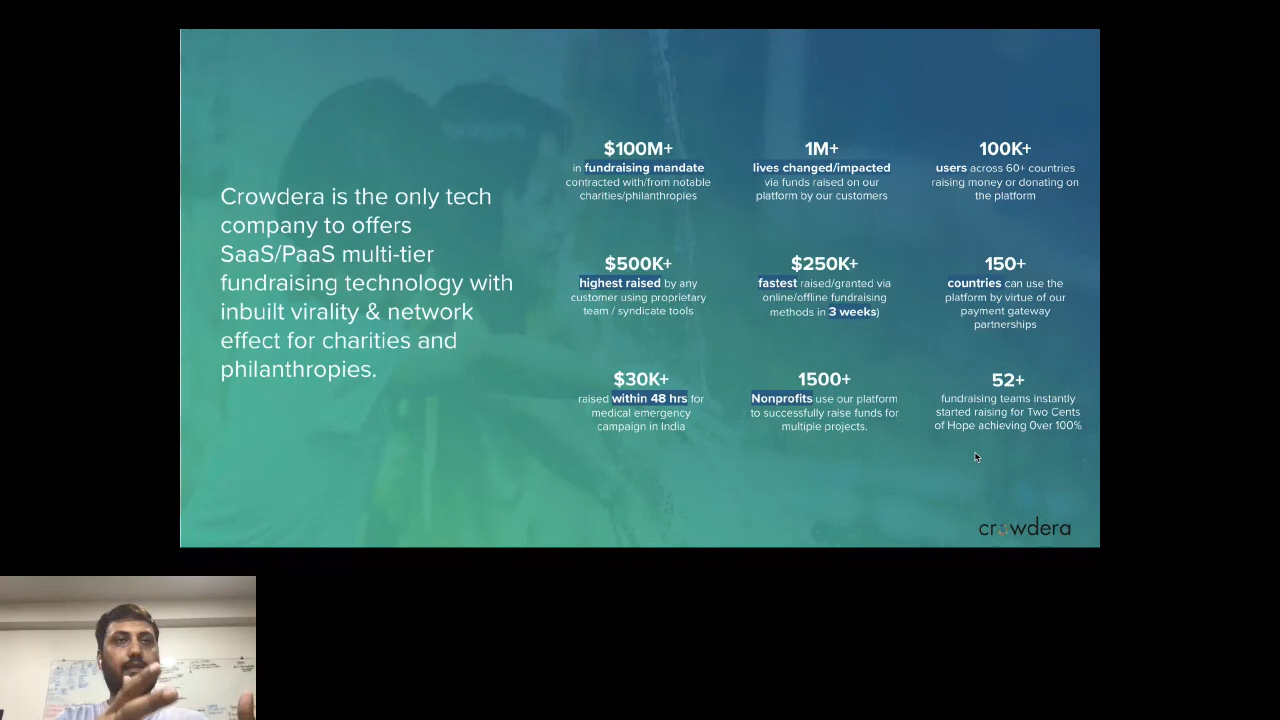 Crowdera is the only tech
company to offers
SaaS/PaaS multi-tier
fundraising technology with
inbuilt virality & network
effect for charities and
philanthropies.
$100M+
in fundraising mandate
contracted with/from notable
charities/philanthropies
1M+
lives changed/impacted
via funds raised on our
platform by our customers
100K+
users across 60+ countries
raising money or donating on
the platform
$500K+
highest raised by any
customer using proprietary
team / syndicate tools
$250K+
fastest raised/granted via
online/offline fundraising
methods in 3 weeks)
150+
countries can use the
platform by virtue of our
payment gateway
partnerships
$30K+
raised within 48 hrs for
medical emergency
campaign in India
1500+
Nonprofits use our platform
to successfully raise funds for
multiple projects.
52+
fundraising teams instantly
started raising for Two Cents
of Hope achieving Over 100%
crowdera